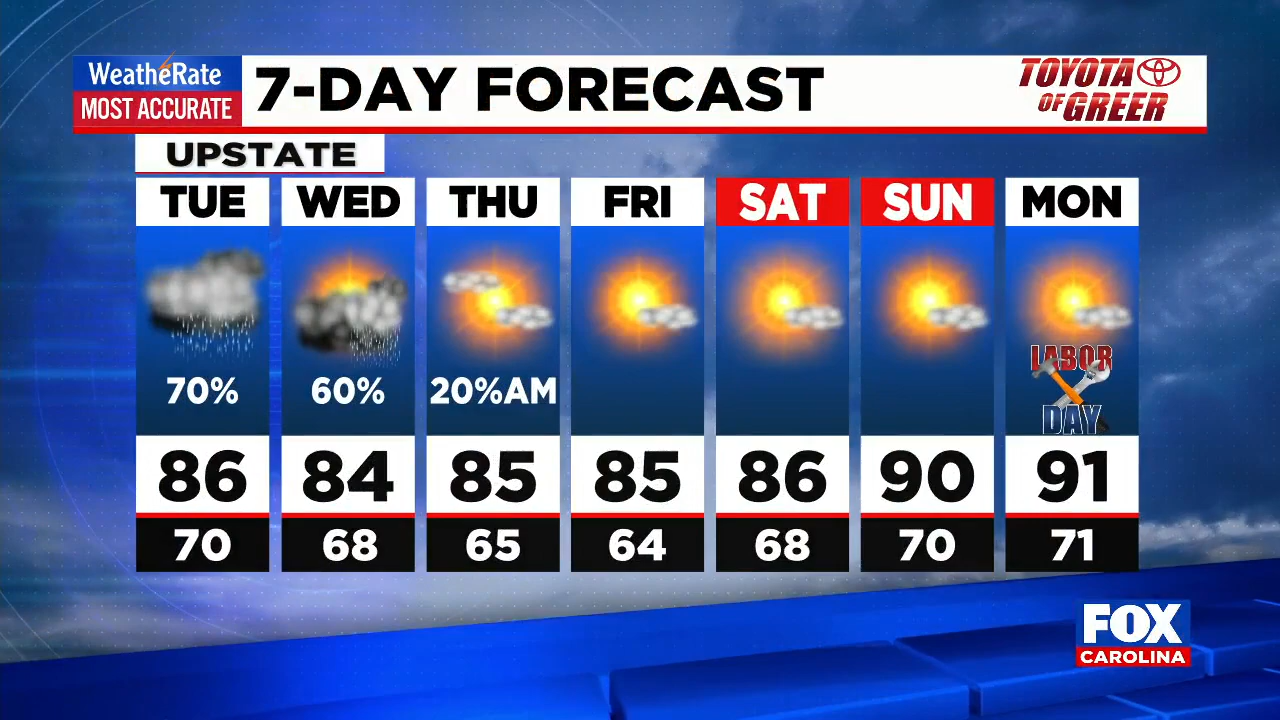 WeatheRate
MOST ACCURATE
7-DAY FORECAST
TOYOTA
OF GREER
UPSTATE
TUE WED THU FRI SAT SUN MON
LABOR
DAY
70% 60% 20%AM
86 84 85 85 86 90 91
70 68 65 64 68 70 71
FOX
CAROLINA